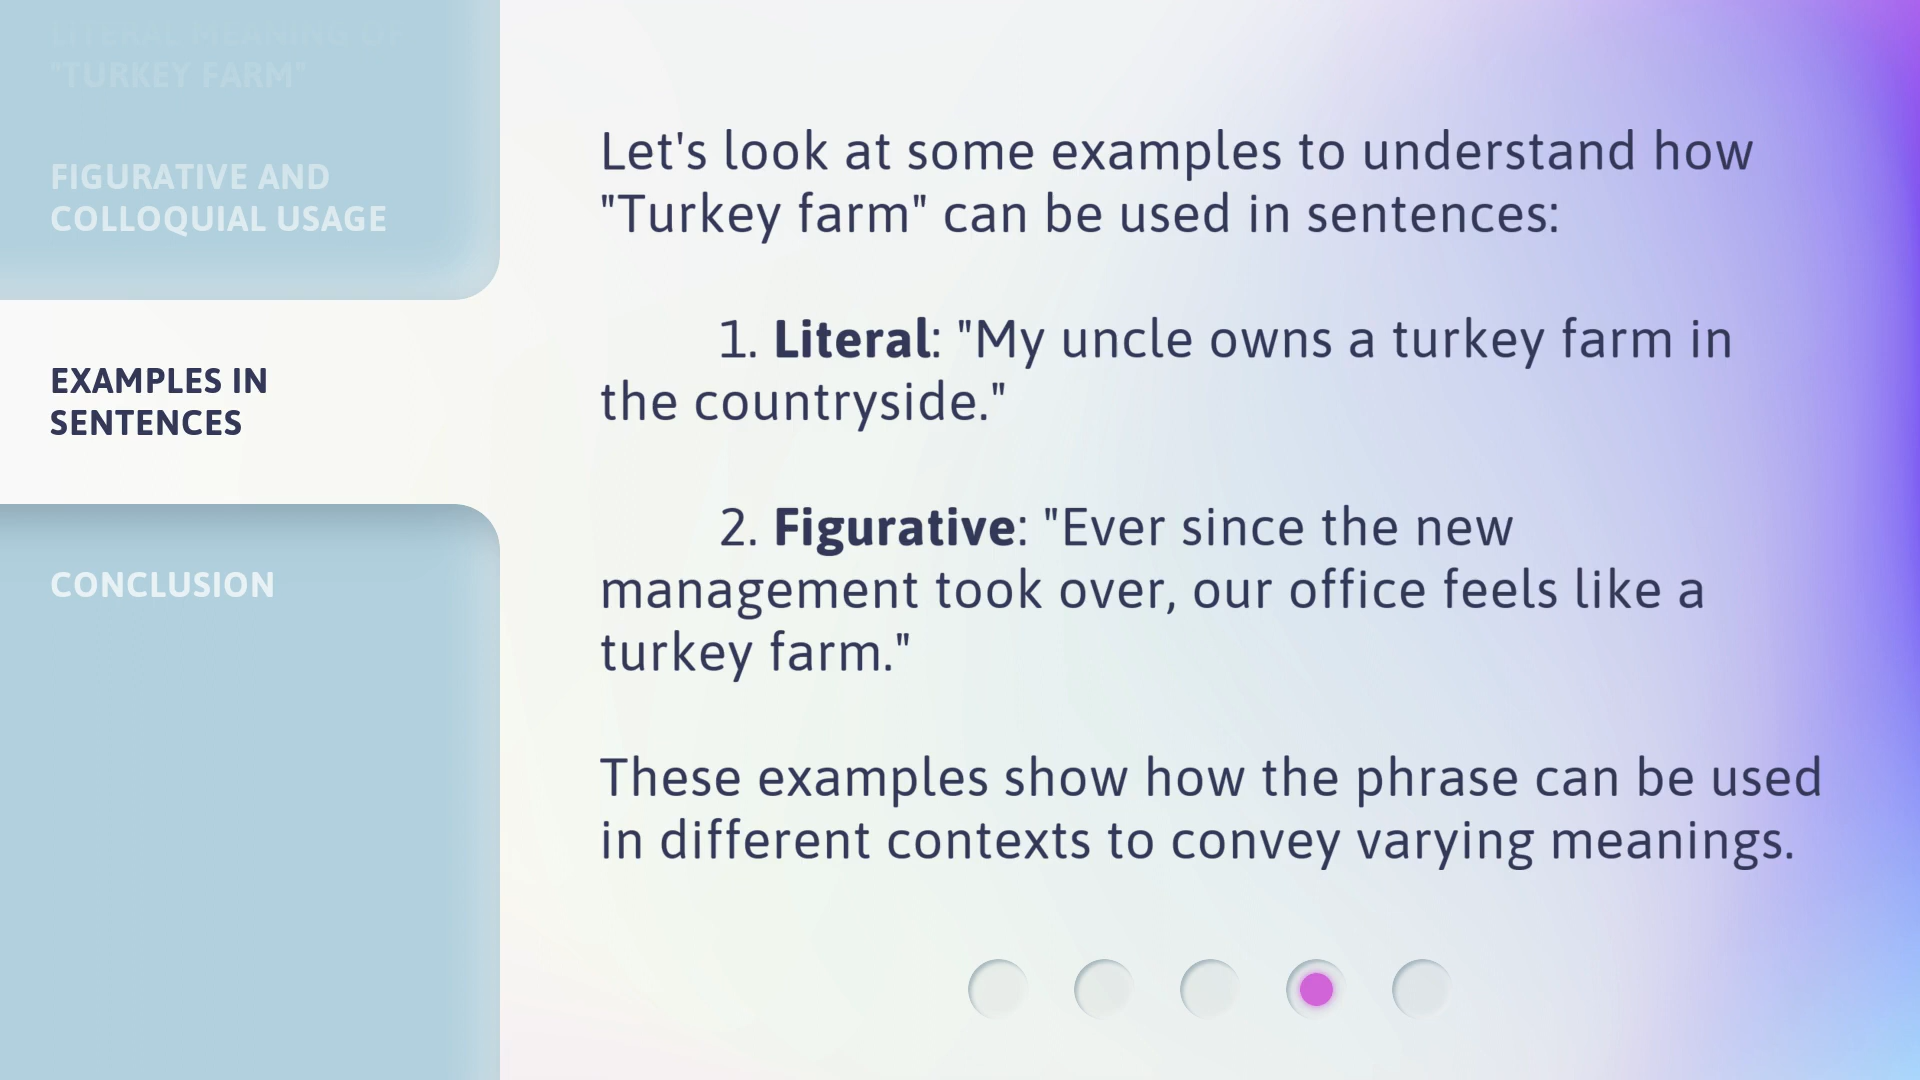 LITERAL MEANING OF
"TURKEY FARM"
FIGURATIVE AND
COLLOQUIAL USAGE
EXAMPLES IN
SENTENCES
CONCLUSION
Let's look at some examples to understand how
"Turkey farm" can be used in sentences:
1. Literal: "My uncle owns a turkey farm in
the countryside."
2. Figurative: "Ever since the new
management took over, our office feels like a
turkey farm."
These examples show how the phrase can be used
in different contexts to convey varying meanings.